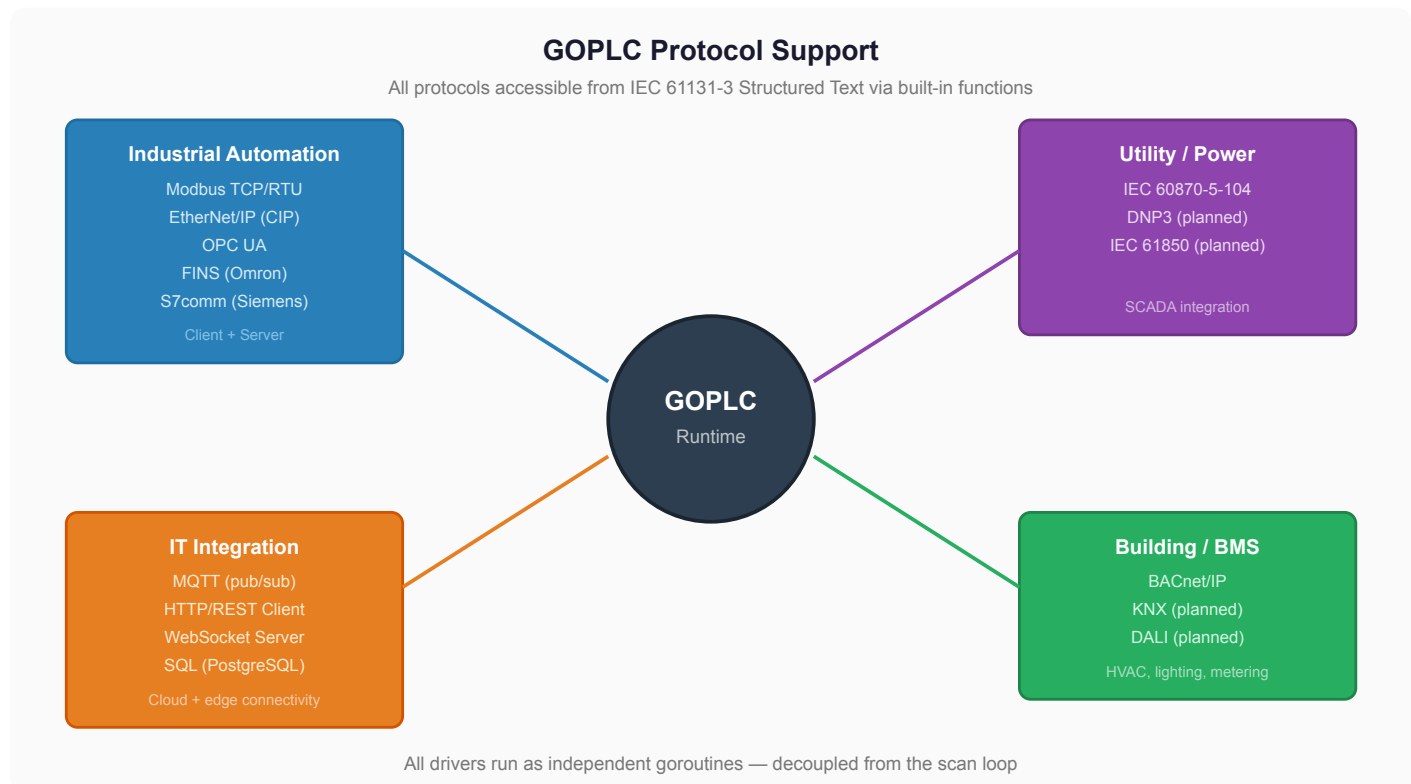 GOPLC Protocol Support
All protocols accessible from IEC 61131-3 Structured Text via built-in functions
Industrial Automation
Modbus TCP/RTU
EtherNet/IP (CIP)
OPC UA
FINS (Omron)
S7comm (Siemens)
Client + Server
Utility / Power
IEC 60870-5-104
DNP3 (planned)
IEC 61850 (planned)
SCADA integration
GOPLC
Runtime
IT Integration
MQTT (pub/sub)
HTTP/REST Client
WebSocket Server
SQL (PostgreSQL)
Cloud + edge connectivity
Building / BMS
BACnet/IP
KNX (planned)
DALI (planned)
HVAC, lighting, metering
All drivers run as independent goroutines — decoupled from the scan loop